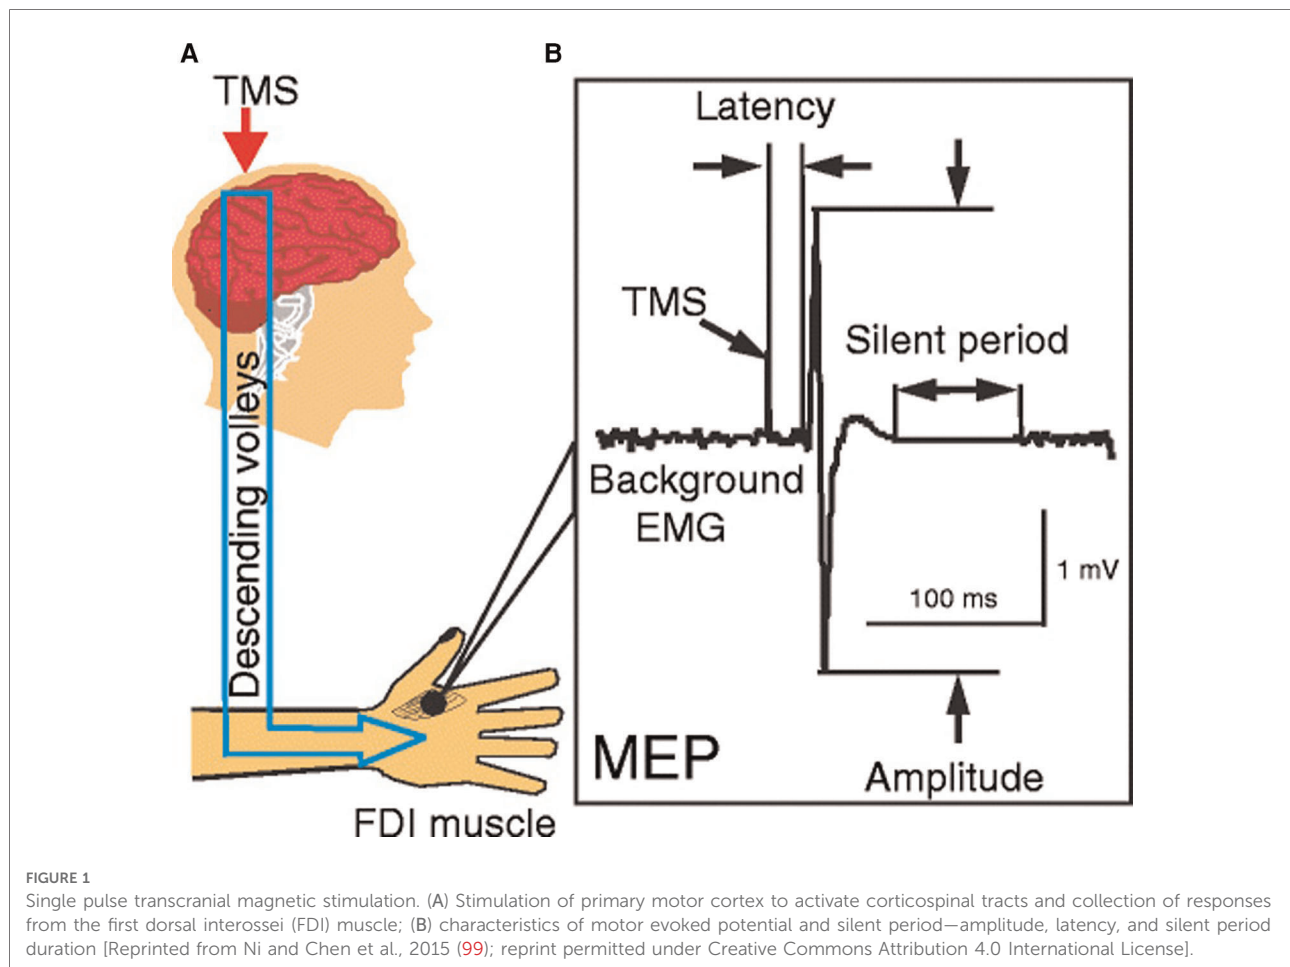 A
TMS
Descending volleys
FDI muscle
B
Latency
TMS
Silent period
Background
EMG
1 mV
100 ms
MEP
Amplitude
FIGURE 1
Single pulse transcranial magnetic stimulation. (A) Stimulation of primary motor cortex to activate corticospinal tracts and collection of responses
from the first dorsal interossei (FDI) muscle; (B) characteristics of motor evoked potential and silent period—amplitude, latency, and silent period
duration [Reprinted from Ni and Chen et al., 2015 (99); reprint permitted under Creative Commons Attribution 4.0 International License].